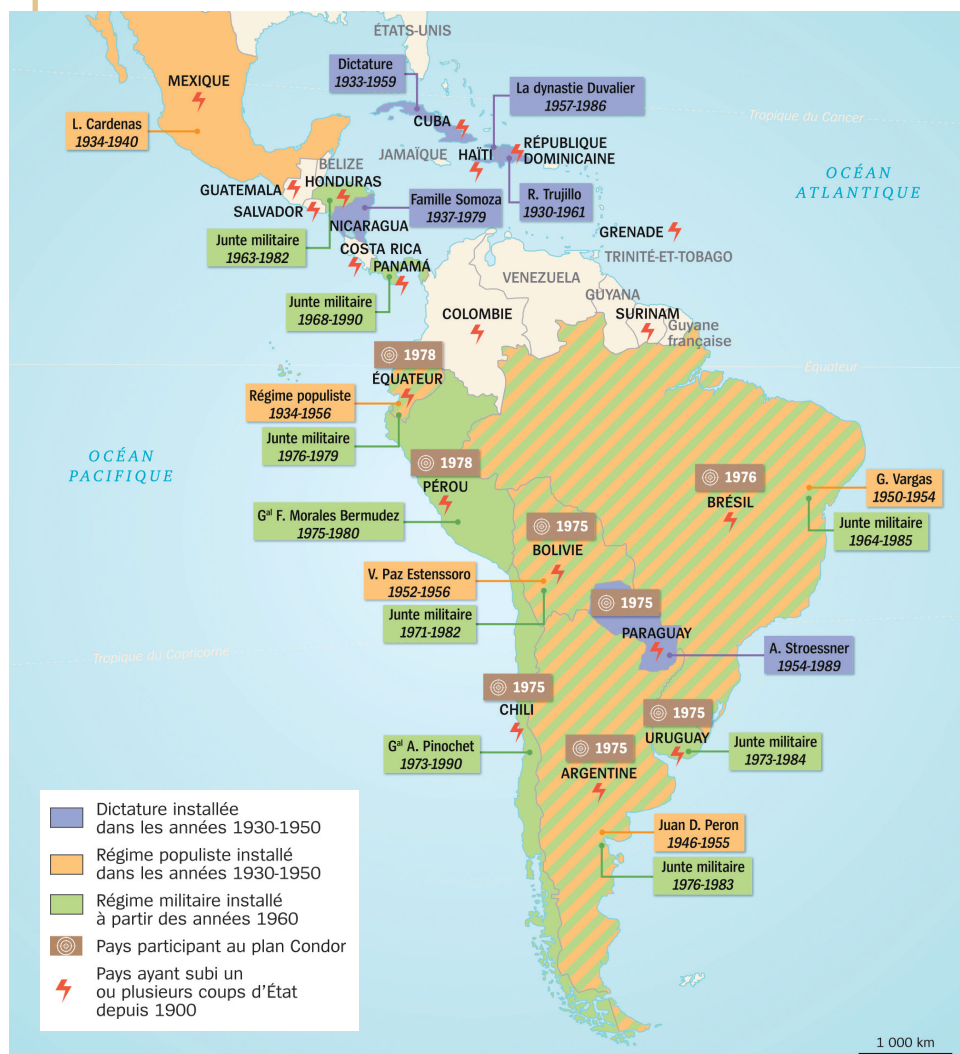 ÉTATS-UNIS
Dictature
1933-1959
MEXIQUE
La dynastie Duvalier
1957-1986
L. Cardenas
1934-1940
CUBA
Tropique du Cancer
JAMAÏQUE
HAÏTI
RÉPUBLIQUE
DOMINICAINE
BELIZE
OCÉAN
ATLANTIQUE
GUATEMALA
HONDURAS
Famille Somoza
1937-1979
R. Trujillo
1930-1961
SALVADOR
NICARAGUA
GRENADE
Junte militaire
1963-1982
COSTA RICA
TRINITÉ-ET-TOBAGO
PANAMÁ
VENEZUELA
GUYANA
Junte militaire
1968-1990
COLOMBIE
SURINAM
Guyane
française
1978
Équateur
ÉQUATEUR
Régime populiste
1934-1956
Junte militaire
1976-1979
OCÉAN
PACIFIQUE
1978
PÉROU
1976
BRÉSIL
G. Vargas
1950-1954
Gal F. Morales Bermudez
1975-1980
1975
BOLIVIE
Junte militaire
1964-1985
V. Paz Estenssoro
1952-1956
Junte militaire
1971-1982
1975
PARAGUAY
A. Stroessner
1954-1989
Tropique du Capricorne
1975
CHILI
1975
URUGUAY
Gal A. Pinochet
1973-1990
1975
ARGENTINE
Junte militaire
1973-1984
Juan D. Peron
1946-1955
Junte militaire
1976-1983
Dictature installée
dans les années 1930-1950
Régime populiste installé
dans les années 1930-1950
Régime militaire installé
à partir des années 1960
Pays participant au plan Condor
Pays ayant subi un
ou plusieurs coups d'État
depuis 1900
1 000 km